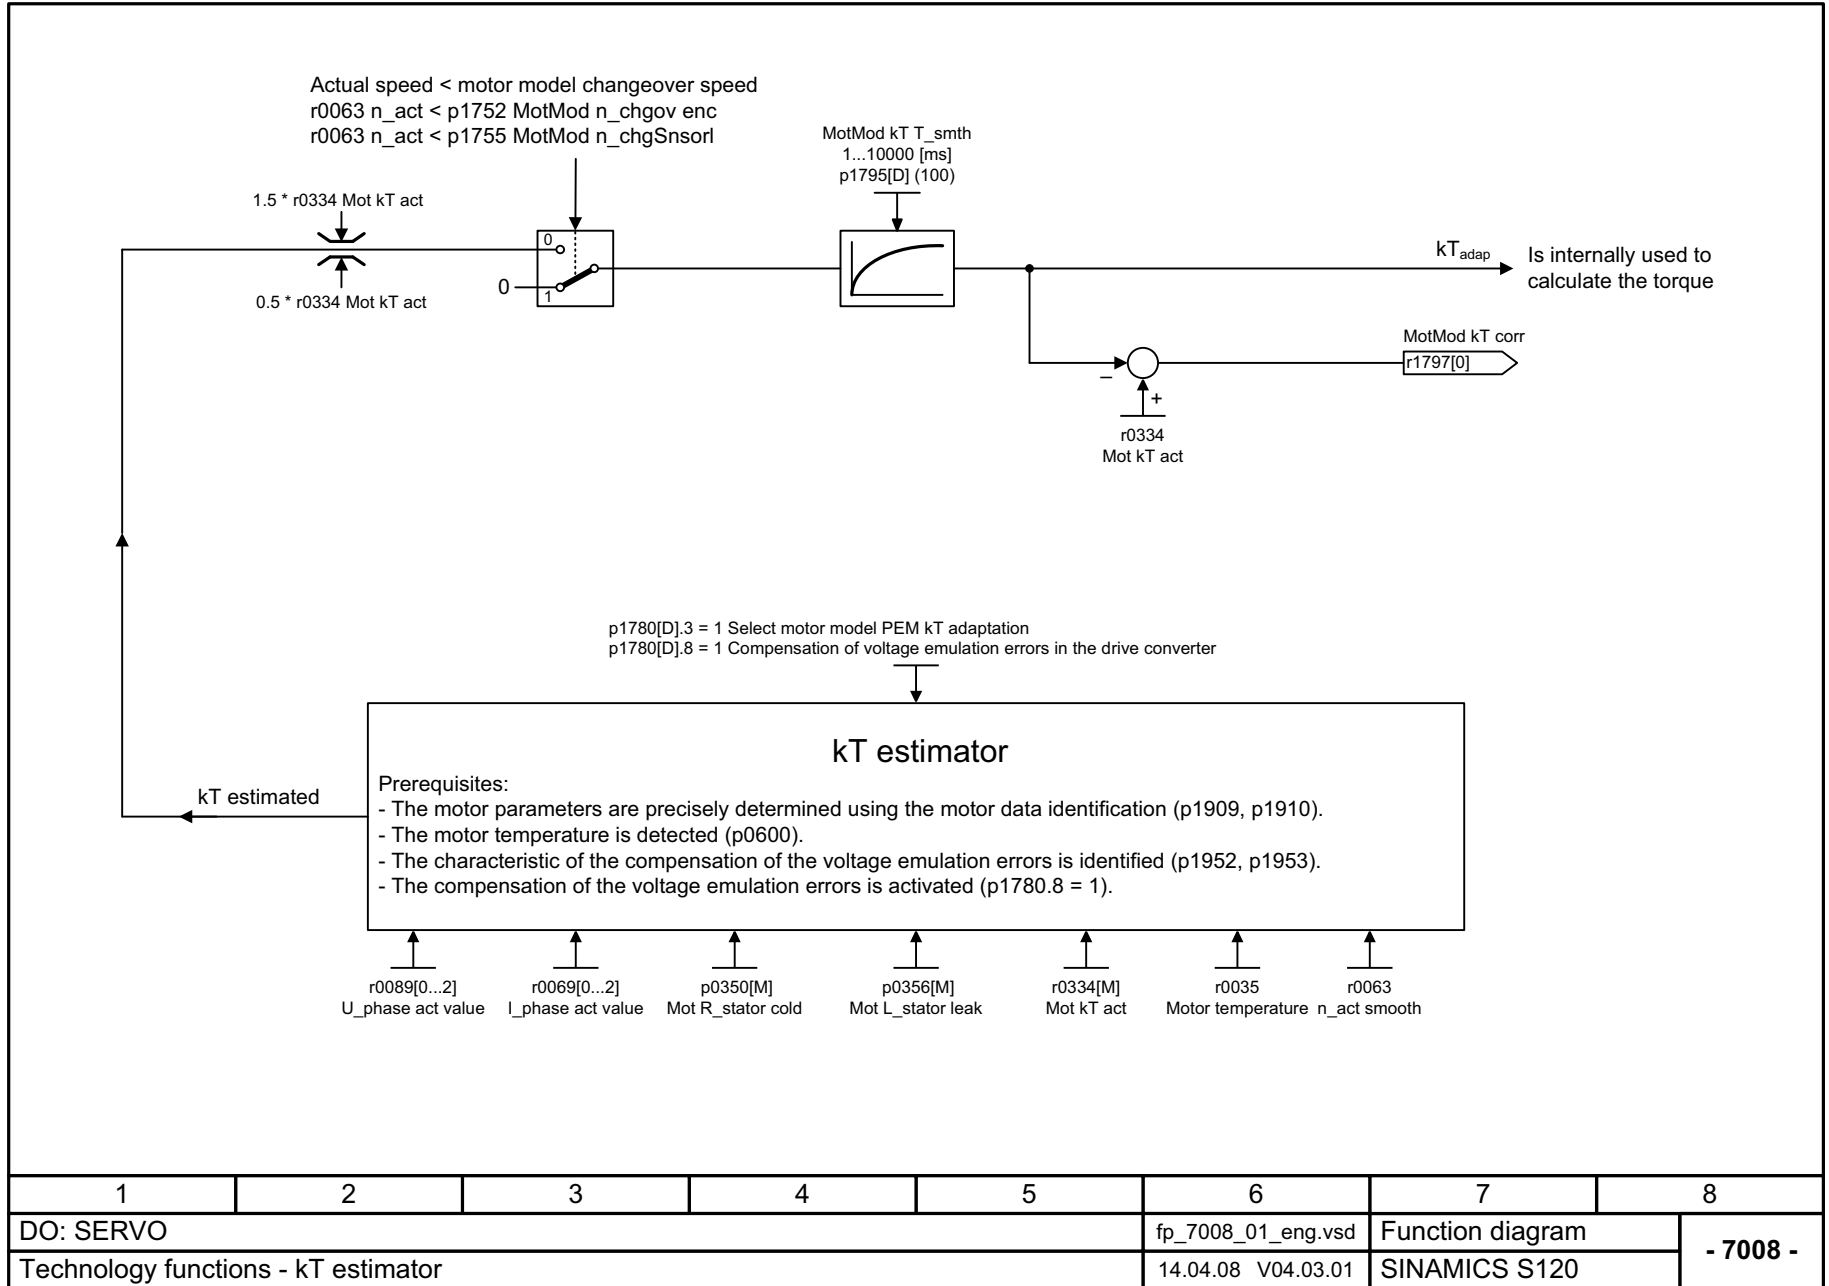 Actual speed < motor model changeover speed
r0063 n_act < p1752 MotMod n_chgov enc
r0063 n_act < p1755 MotMod n_chgSnsorl
MotMod kT T_smth
1...10000 [ms]
p1795[D] (100)
1.5 * r0334 Mot kT act
0.5 * r0334 Mot kT act
0
0
1
kTadap
Is internally used to
calculate the torque
MotMod kT corr
r1797[0]
–
+
r0334
Mot kT act
p1780[D].3 = 1 Select motor model PEM kT adaptation
p1780[D].8 = 1 Compensation of voltage emulation errors in the drive converter
kT estimator
kT estimated
Prerequisites:
- The motor parameters are precisely determined using the motor data identification (p1909, p1910).
- The motor temperature is detected (p0600).
- The characteristic of the compensation of the voltage emulation errors is identified (p1952, p1953).
- The compensation of the voltage emulation errors is activated (p1780.8 = 1).
r0089[0...2]
U_phase act value
r0069[0...2]
I_phase act value
p0350[M]
Mot R_stator cold
p0356[M]
Mot L_stator leak
r0334[M]
Mot kT act
r0035
Motor temperature
r0063
n_act smooth
1 2 3 4 5 6 7 8
DO: SERVO
fp_7008_01_eng.vsd
Function diagram
- 7008 -
Technology functions - kT estimator
14.04.08 V04.03.01
SINAMICS S120